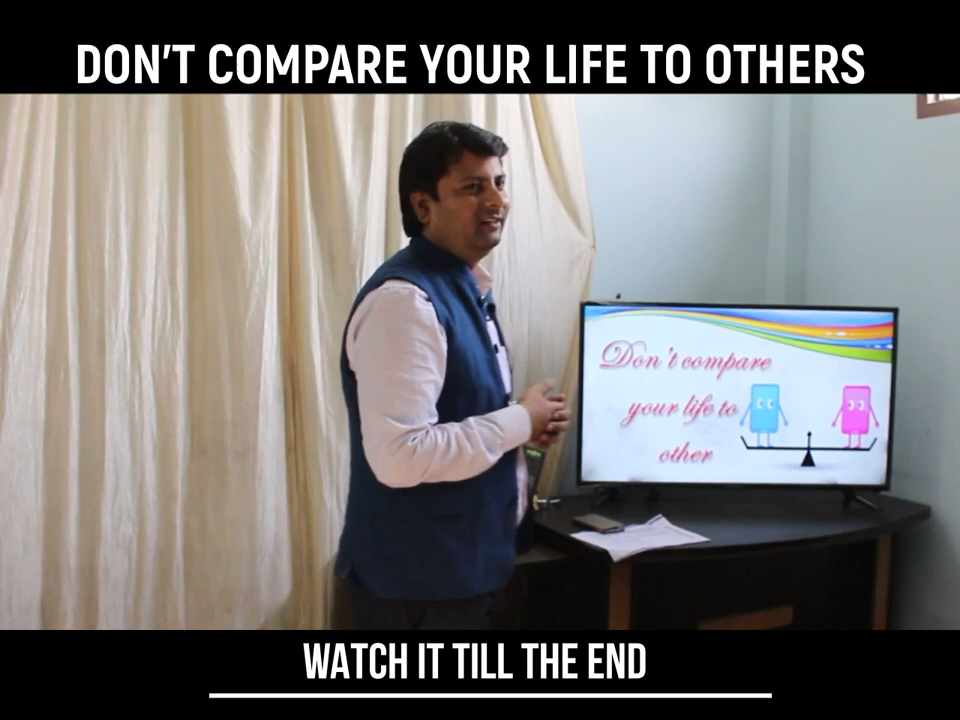 DON'T COMPARE YOUR LIFE TO OTHERS
Don't compare
your life to
other
WATCH IT TILL THE END